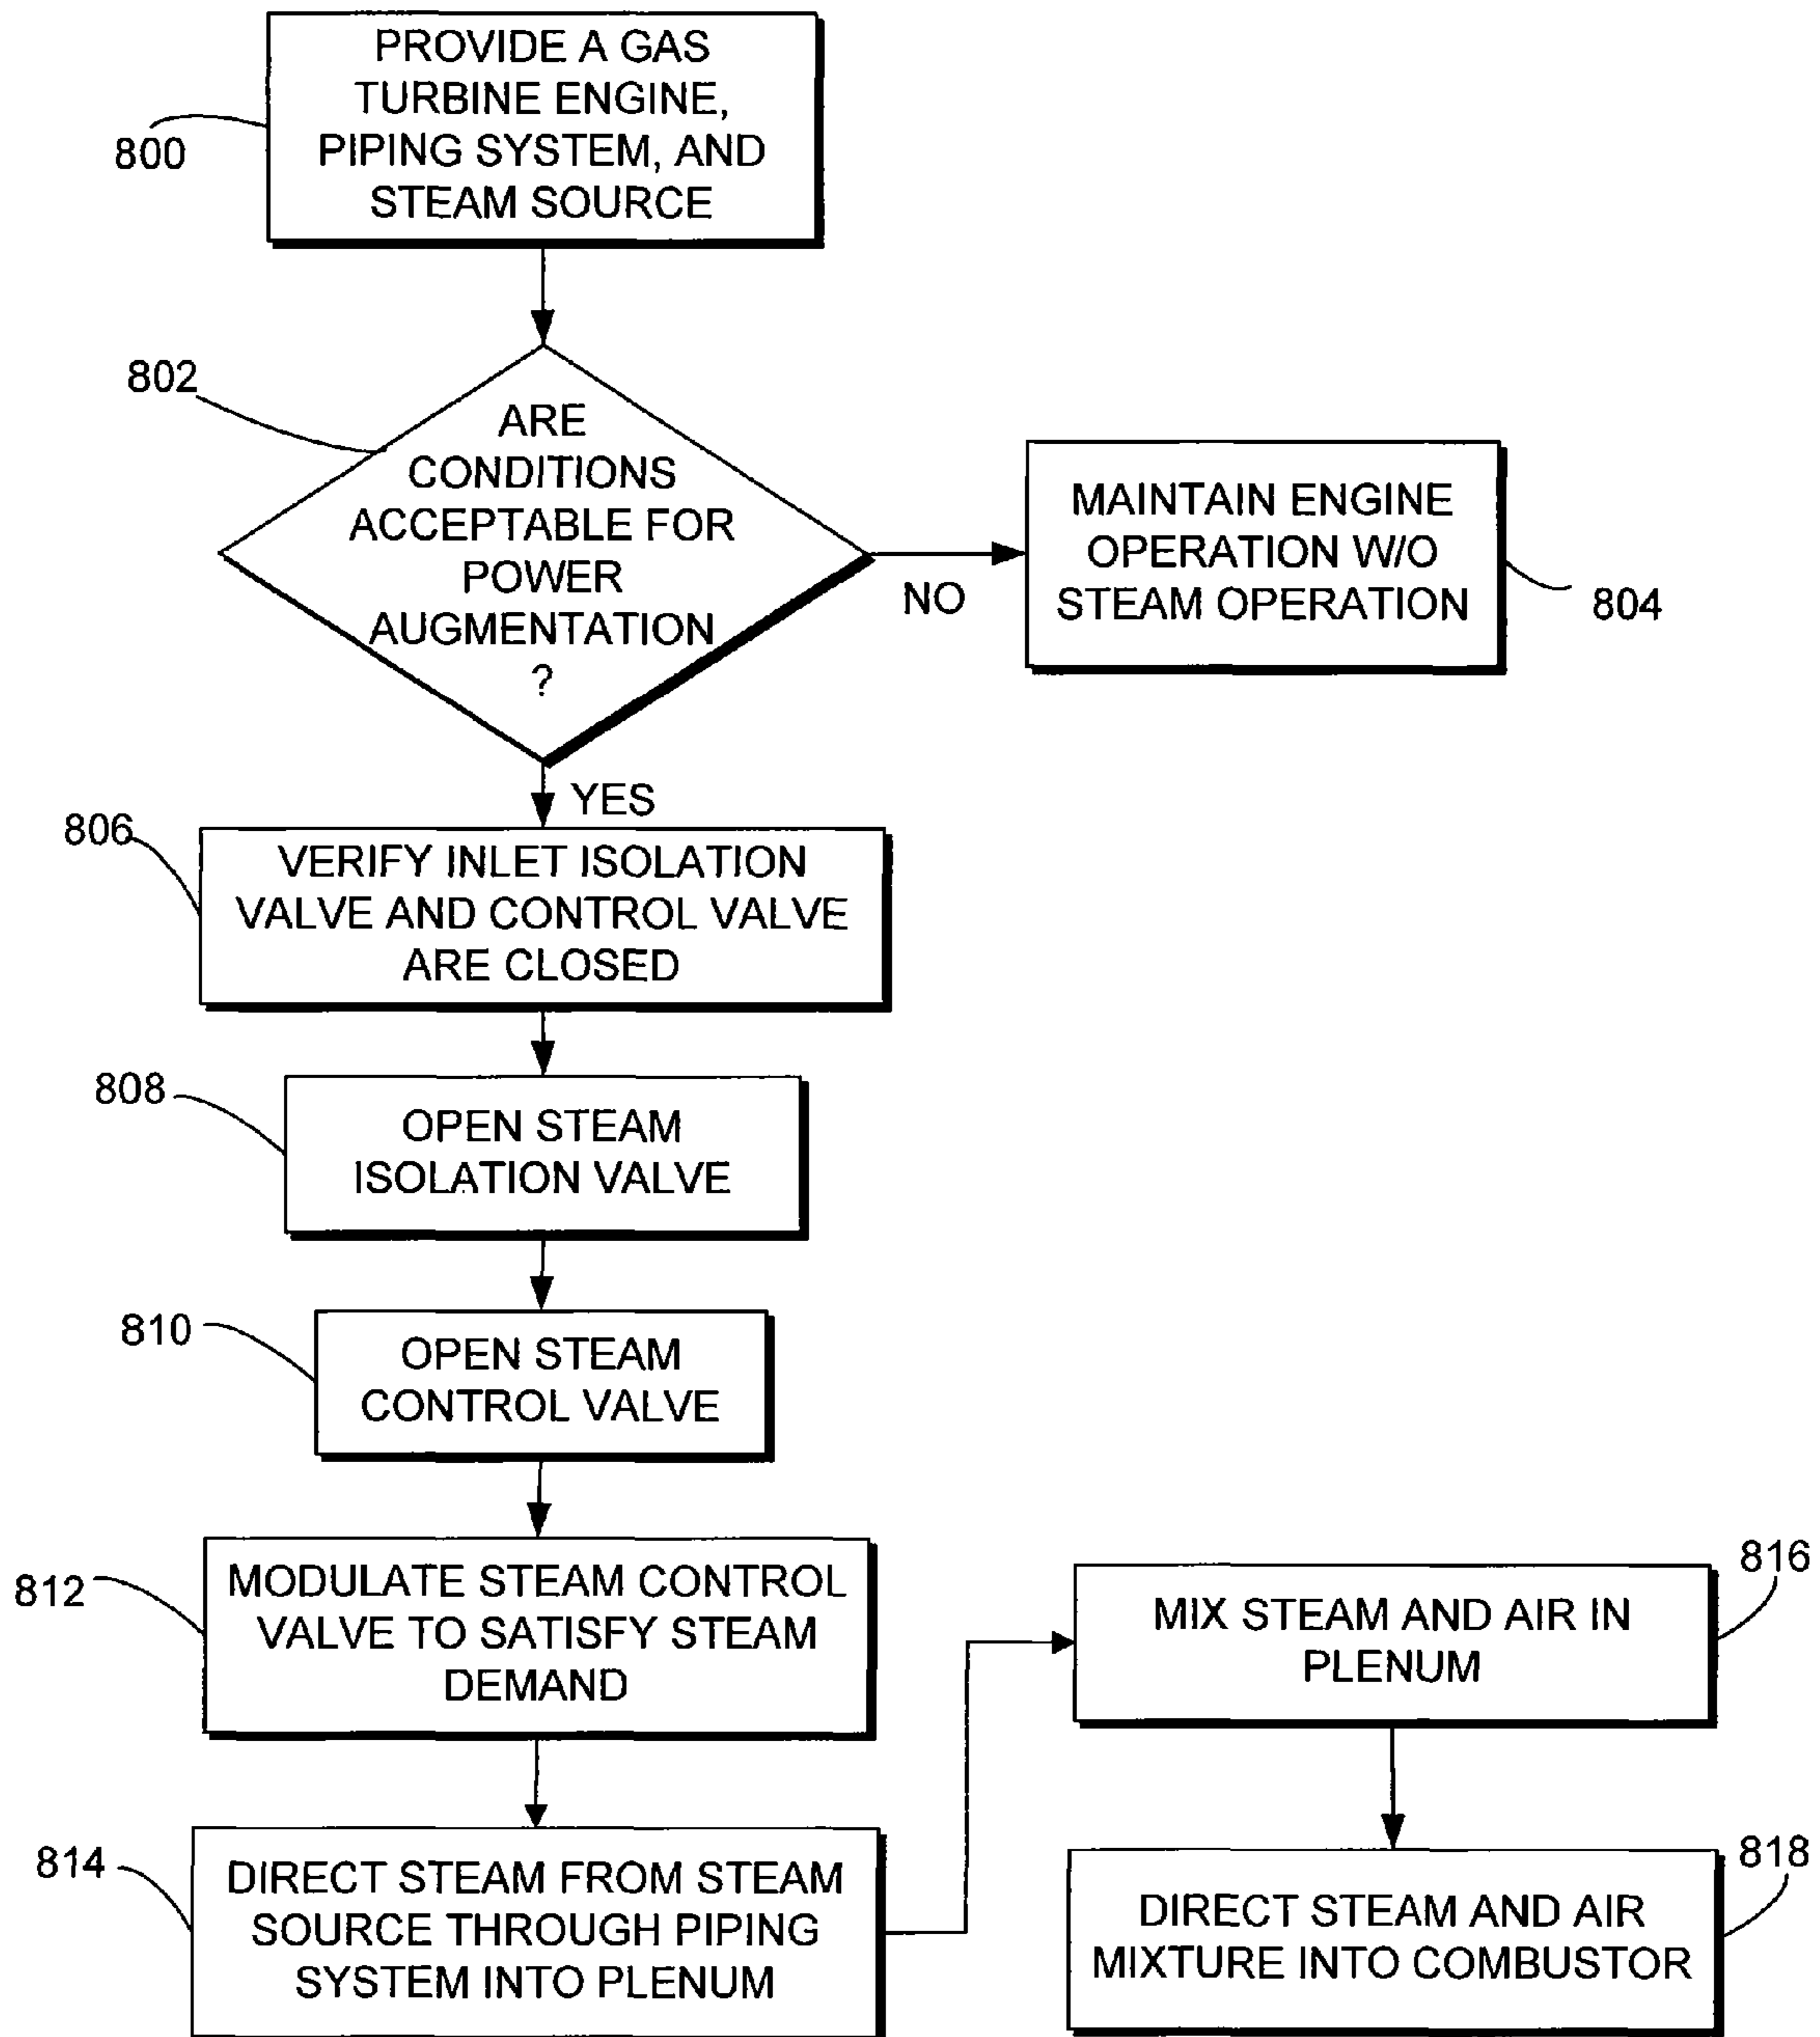 PROVIDE A GAS
TURBINE ENGINE,
PIPING SYSTEM, AND
STEAM SOURCE
800
802
ARE
CONDITIONS
ACCEPTABLE FOR
POWER
AUGMENTATION
?
NO
MAINTAIN ENGINE
OPERATION W/O
STEAM OPERATION
804
YES
806
VERIFY INLET ISOLATION
VALVE AND CONTROL VALVE
ARE CLOSED
808
OPEN STEAM
ISOLATION VALVE
810
OPEN STEAM
CONTROL VALVE
812
MODULATE STEAM CONTROL
VALVE TO SATISFY STEAM
DEMAND
814
DIRECT STEAM FROM STEAM
SOURCE THROUGH PIPING
SYSTEM INTO PLENUM
816
MIX STEAM AND AIR IN
PLENUM
818
DIRECT STEAM AND AIR
MIXTURE INTO COMBUSTOR